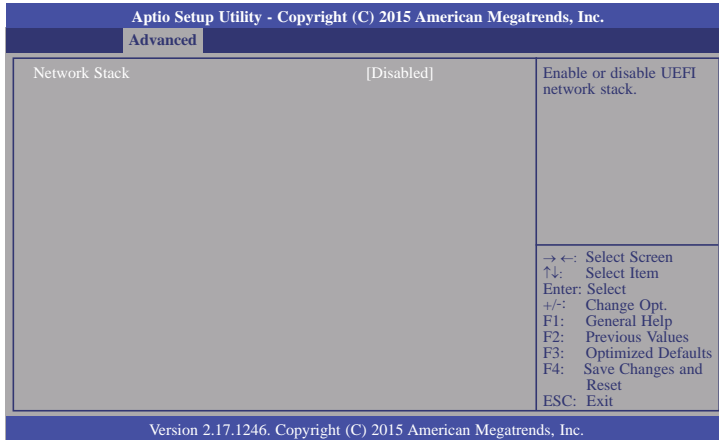 Aptio Setup Utility - Copyright (C) 2015 American Megatrends, Inc.
Advanced
Network Stack [Disabled]
Enable or disable UEFI
network stack.
→ ←: Select Screen
↑↓: Select Item
Enter: Select
+/-: Change Opt.
F1: General Help
F2: Previous Values
F3: Optimized Defaults
F4: Save Changes and
Reset
ESC: Exit
Version 2.17.1246. Copyright (C) 2015 American Megatrends, Inc.